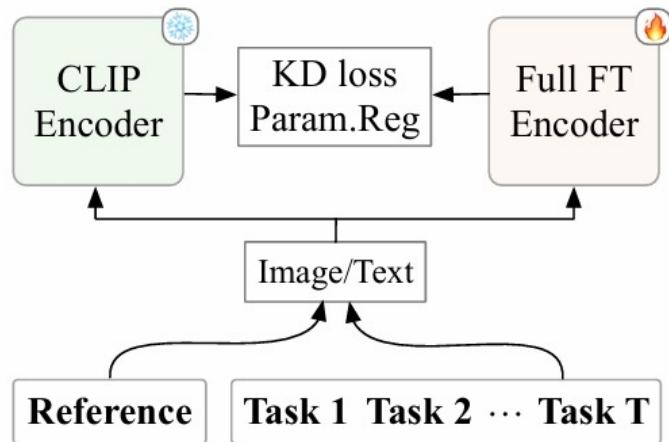 CLIP
Encoder
KD loss
Param.Reg
Full FT
Encoder
Image/Text
Reference
Task 1 Task 2 ⋯ Task T